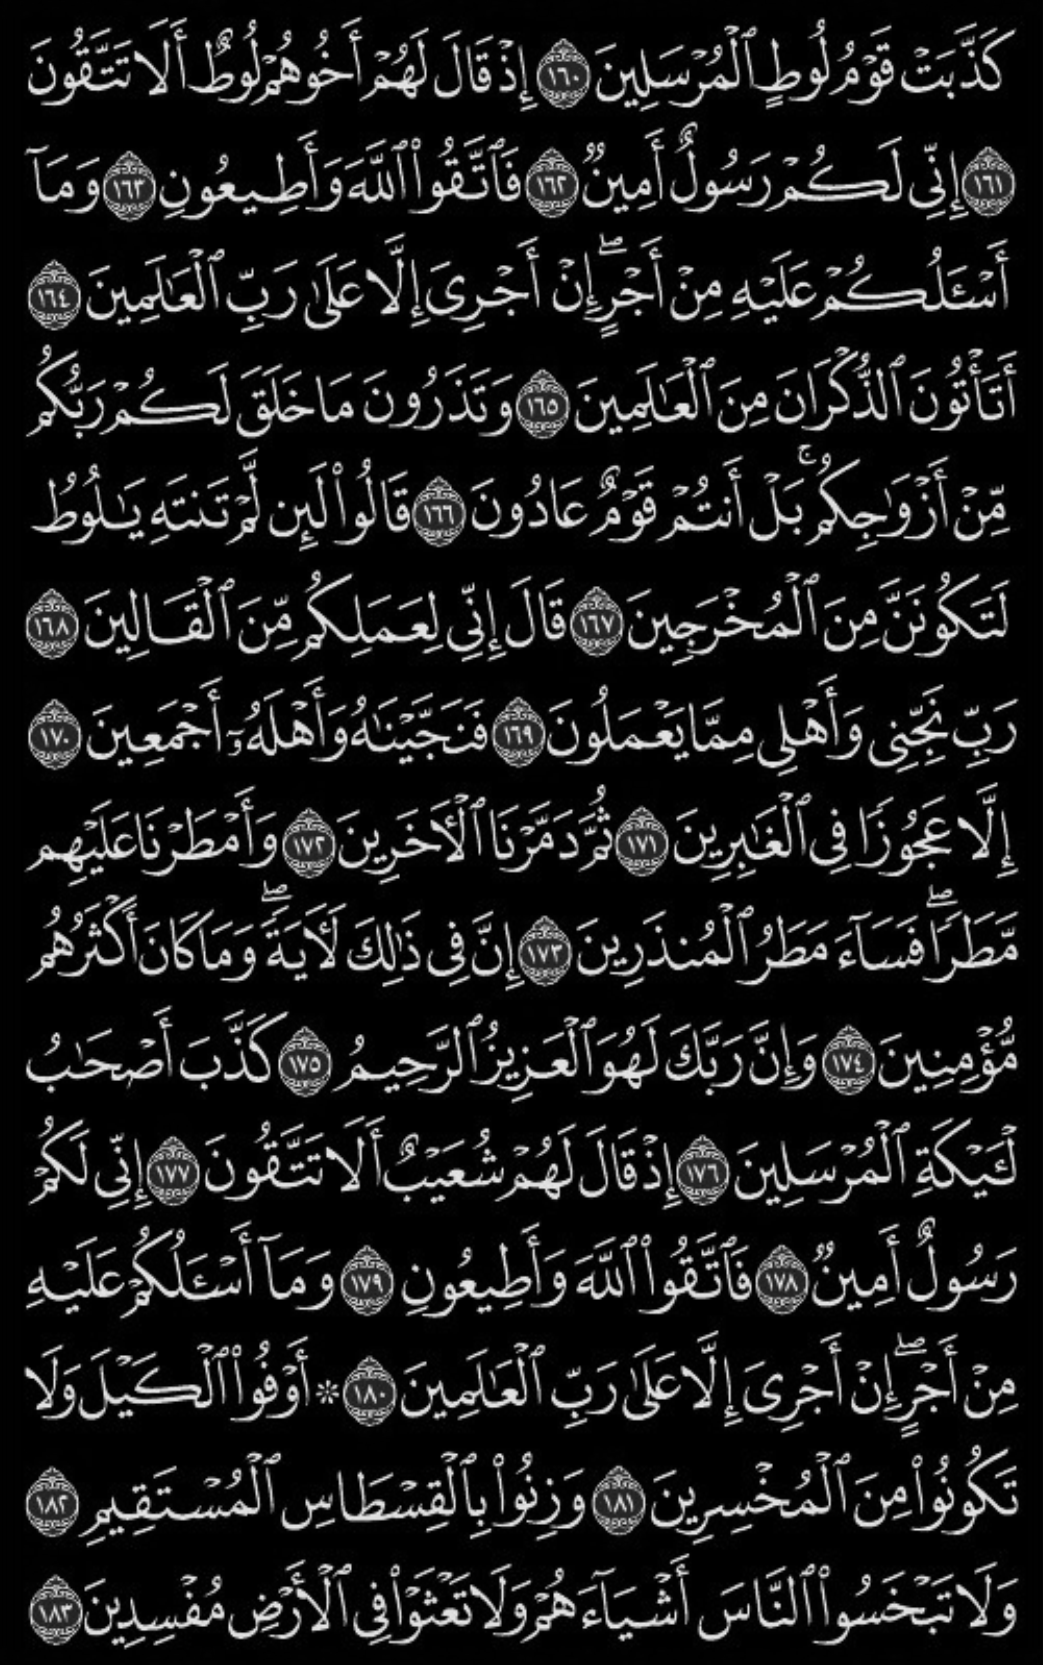 كَذَّبَتۡ قَوۡمُ لُوطٍ ٱلۡمُرۡسَلِينَ ١٦٠ إِذۡ قَالَ لَهُمۡ أَخُوهُمۡ لُوطٌ أَلَا تَتَّقُونَ
١٦١ إِنِّي لَكُمۡ رَسُولٌ أَمِينٞ ١٦٢ فَٱتَّقُواْ ٱللَّهَ وَأَطِيعُونِ ١٦٣ وَمَآ
أَسۡـَٔلُكُمۡ عَلَيۡهِ مِنۡ أَجۡرٍۖ إِنۡ أَجۡرِيَ إِلَّا عَلَىٰ رَبِّ ٱلۡعَٰلَمِينَ ١٦٤
أَتَأۡتُونَ ٱلذُّكۡرَانَ مِنَ ٱلۡعَٰلَمِينَ ١٦٥ وَتَذَرُونَ مَا خَلَقَ لَكُمۡ رَبُّكُم
مِّنۡ أَزۡوَٰجِكُمۚ بَلۡ أَنتُمۡ قَوۡمٌ عَادُونَ ١٦٦ قَالُواْ لَئِن لَّمۡ تَنتَهِ يَٰلُوطُ
لَتَكُونَنَّ مِنَ ٱلۡمُخۡرَجِينَ ١٦٧ قَالَ إِنِّي لِعَمَلِكُم مِّنَ ٱلۡقَالِينَ ١٦٨
رَبِّ نَجِّنِي وَأَهۡلِي مِمَّا يَعۡمَلُونَ ١٦٩ فَنَجَّيۡنَٰهُ وَأَهۡلَهُۥٓ أَجۡمَعِينَ ١٧٠
إِلَّا عَجُوزٗا فِي ٱلۡغَٰبِرِينَ ١٧١ ثُمَّ دَمَّرۡنَا ٱلۡأٓخَرِينَ ١٧٢ وَأَمۡطَرۡنَا عَلَيۡهِم
مَّطَرٗاۖ فَسَآءَ مَطَرُ ٱلۡمُنذَرِينَ ١٧٣ إِنَّ فِي ذَٰلِكَ لَأٓيَةٗۖ وَمَا كَانَ أَكۡثَرُهُم
مُّؤۡمِنِينَ ١٧٤ وَإِنَّ رَبَّكَ لَهُوَ ٱلۡعَزِيزُ ٱلرَّحِيمُ ١٧٥ كَذَّبَ أَصۡحَٰبُ
لۡـَٔيۡكَةِ ٱلۡمُرۡسَلِينَ ١٧٦ إِذۡ قَالَ لَهُمۡ شُعَيۡبٌ أَلَا تَتَّقُونَ ١٧٧ إِنِّي لَكُمۡ
رَسُولٌ أَمِينٞ ١٧٨ فَٱتَّقُواْ ٱللَّهَ وَأَطِيعُونِ ١٧٩ وَمَآ أَسۡـَٔلُكُمۡ عَلَيۡهِ
مِنۡ أَجۡرٍۖ إِنۡ أَجۡرِيَ إِلَّا عَلَىٰ رَبِّ ٱلۡعَٰلَمِينَ ١٨٠ * أَوۡفُواْ ٱلۡكَيۡلَ وَلَا
تَكُونُواْ مِنَ ٱلۡمُخۡسِرِينَ ١٨١ وَزِنُواْ بِٱلۡقِسۡطَاسِ ٱلۡمُسۡتَقِيمِ ١٨٢
وَلَا تَبۡخَسُواْ ٱلنَّاسَ أَشۡيَآءَهُمۡ وَلَا تَعۡثَوۡاْ فِي ٱلۡأَرۡضِ مُفۡسِدِينَ ١٨٣